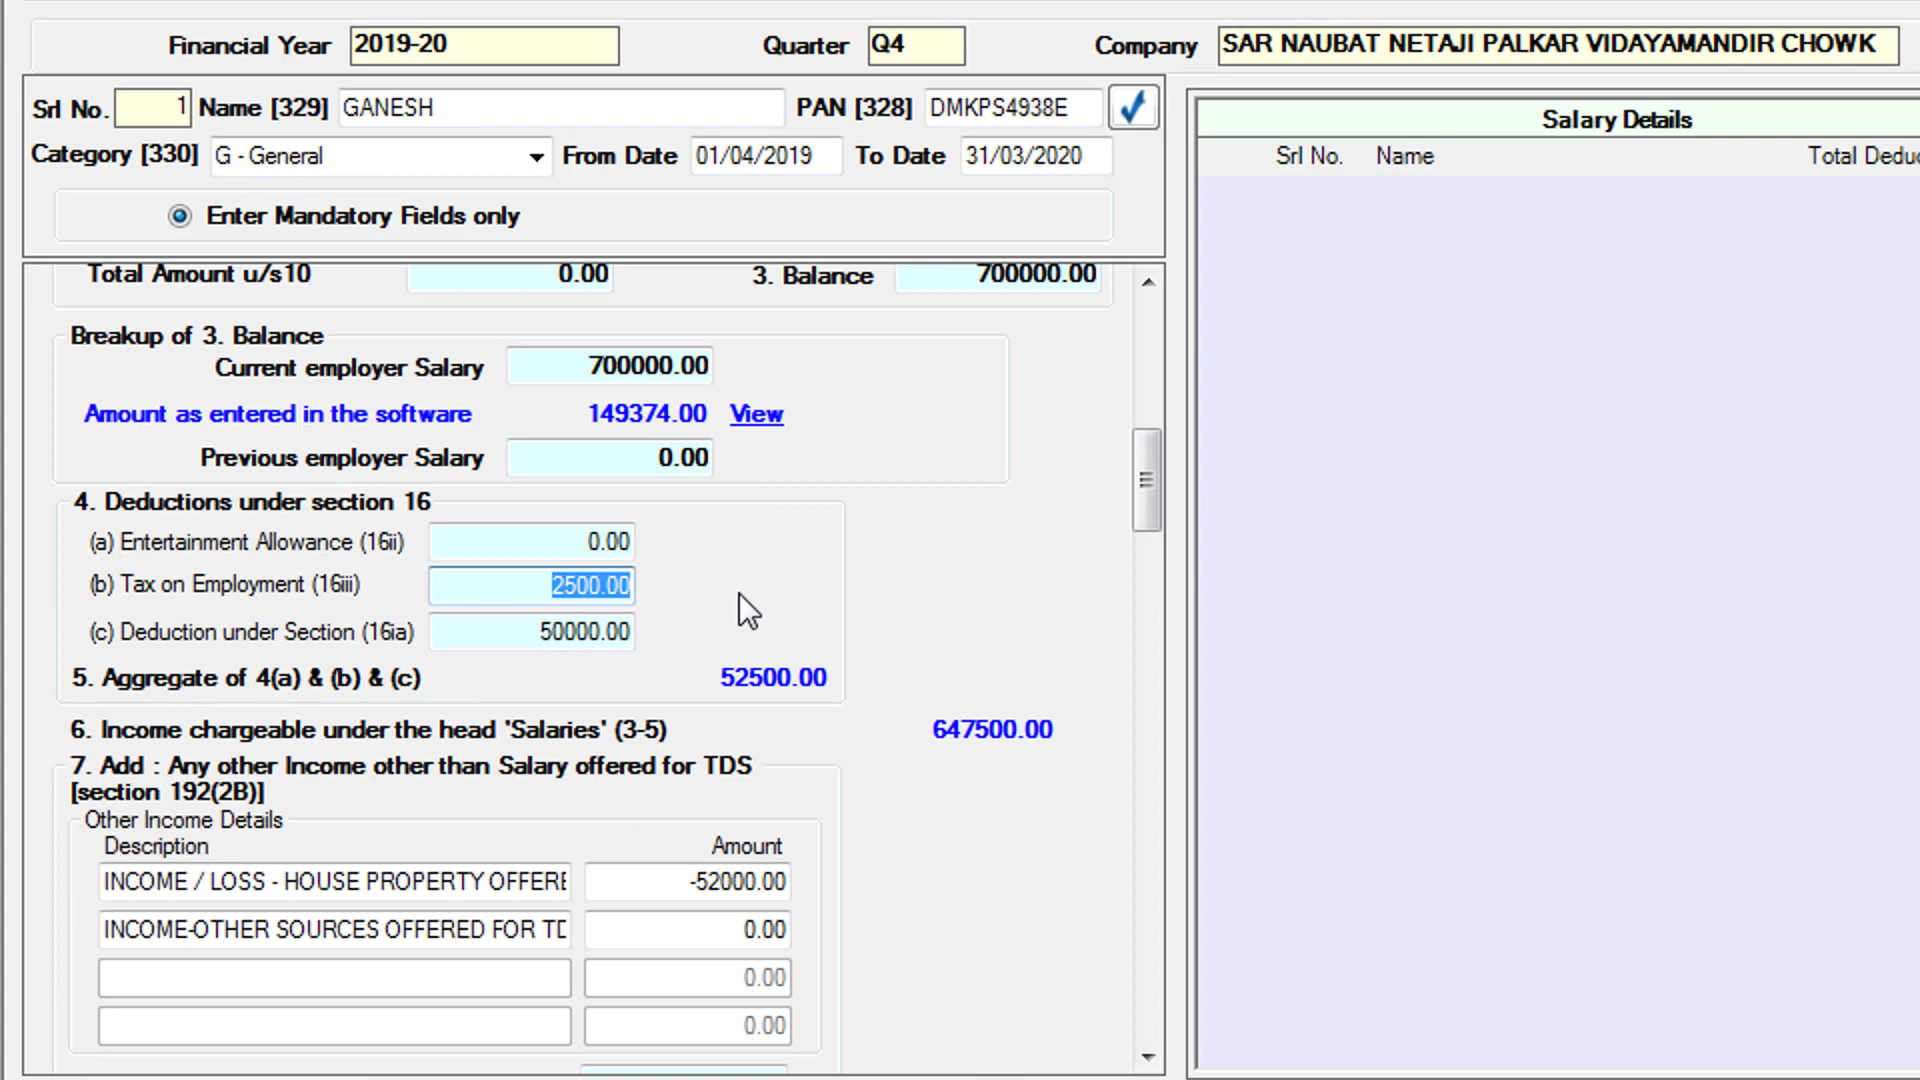 Financial Year 2019-20 Quarter Q4 Company SAR NAUBAT NETAJI PALKAR VIDAYAMANDIR CHOWK
Srl No. 1 Name [329] GANESH PAN [328] DMKPS4938E
Category [330] G - General From Date 01/04/2019 To Date 31/03/2020
Enter Mandatory Fields only
Total Amount u/s10 0.00 3. Balance 700000.00
Breakup of 3. Balance
Current employer Salary 700000.00
Amount as entered in the software 149374.00 View
Previous employer Salary 0.00
4. Deductions under section 16
(a) Entertainment Allowance (16ii) 0.00
(b) Tax on Employment (16iii) 2500.00
(c) Deduction under Section (16ia) 50000.00
5. Aggregate of 4(a) & (b) & (c) 52500.00
6. Income chargeable under the head 'Salaries' (3-5) 647500.00
7. Add : Any other Income other than Salary offered for TDS
[section 192(2B)]
Other Income Details
Description Amount
INCOME / LOSS - HOUSE PROPERTY OFFERE -52000.00
INCOME-OTHER SOURCES OFFERED FOR TD 0.00
0.00
0.00
Salary Details
Srl No. Name Total Deduc